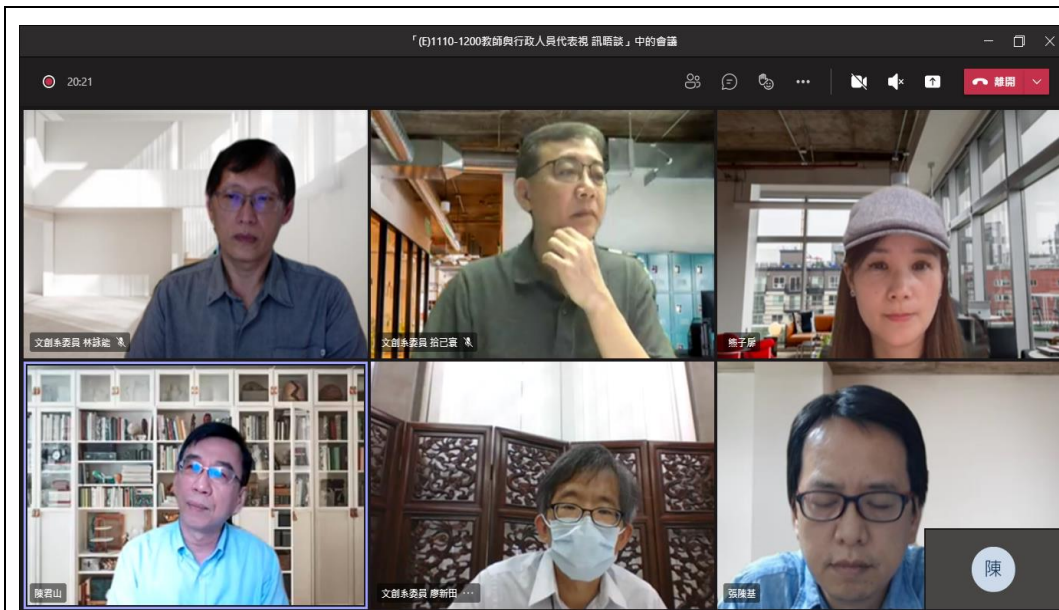 「(E)1110-1200教師與行政人員代表視 訊晤談」中的會議
20:21
離開
文創系委員 林詠能
文創系委員 拾已寰
熊子扉
陳君山
文創系委員 廖新田 ...
張陳基
陳